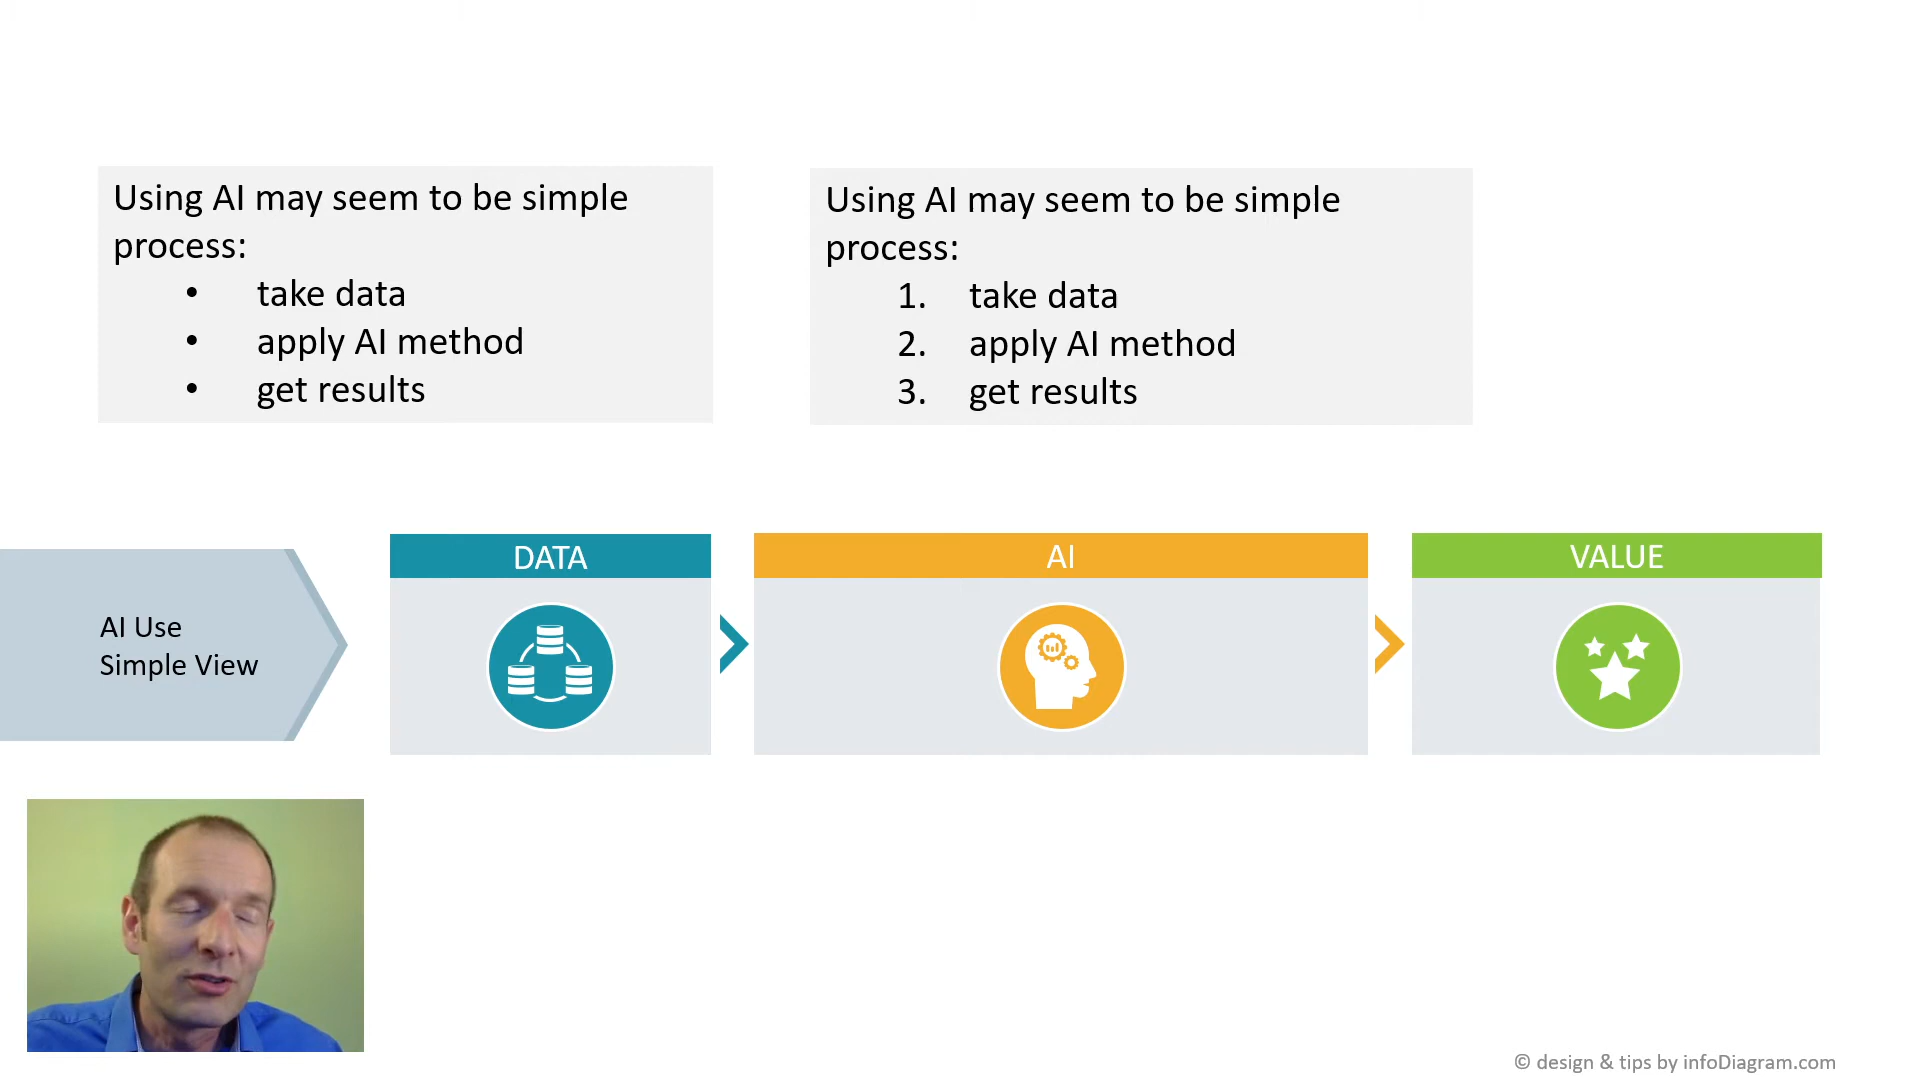 Using AI may seem to be simple
process:
• take data
• apply AI method
• get results
Using AI may seem to be simple
process:
1. take data
2. apply AI method
3. get results
AI Use
Simple View
DATA
AI
VALUE
© design & tips by infoDiagram.com